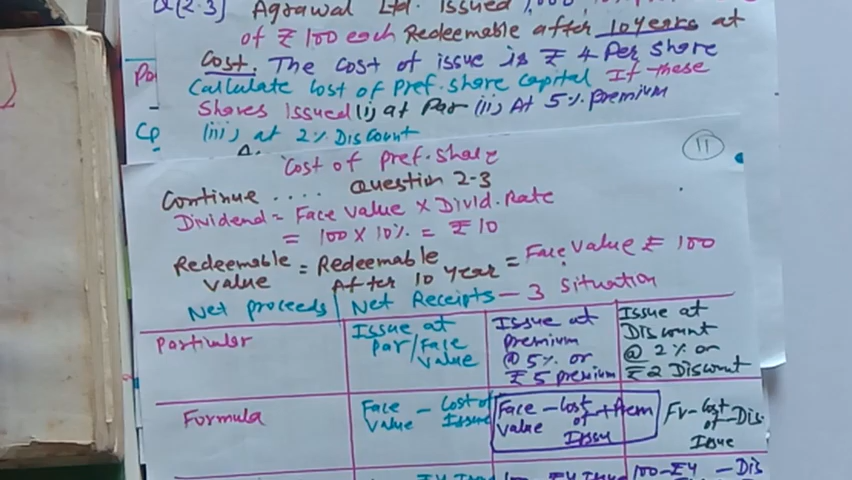 Q(2.3) Agrawal Ltd. Issued 1,000,
of ₹ 100 each Redeemable after 10 years at
Cost. The cost of issue is ₹ 4 Per Share
Calculate Cost of Pref. share capital If these
Shares Issued (i) at Par (ii) At 5% premium
(iii) at 2% Discount
Cost of Pref. share
11
Continue .... Question 2-3
Dividend = Face Value × Divid. Rate
= 100 × 10% = ₹ 10
Redeemable Value = Redeemable After 10 year = Face Value ₹ 100
Net proceeds / Net Receipts — 3 Situation
Particular
Issue at Par/Face Value
Issue at premium @ 5% or ₹ 5 premium
Issue at Discount @ 2% or ₹ 2 Discount
Formula
Face Value - Cost of Issue
Face Value - Cost of Issue + Prem
FV - Cost of Issue - Dis.
100 - ₹4 - Dis